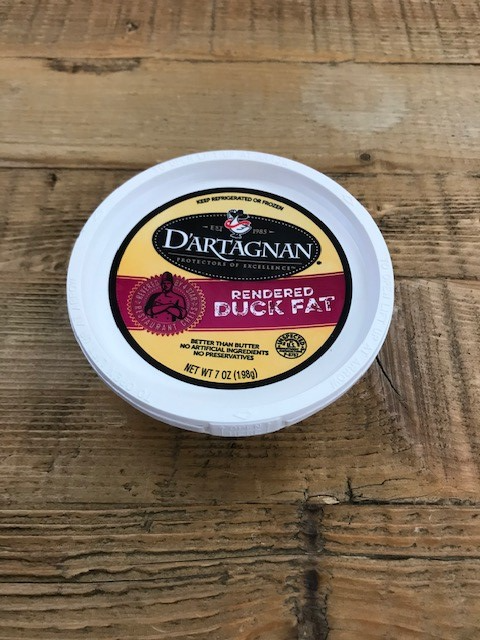 KEEP REFRIGERATED OR FROZEN
EST 1985
D'ARTAGNAN
PROTECTORS OF EXCELLENCE
RENDERED
DUCK FAT
BETTER THAN BUTTER
NO ARTIFICIAL INGREDIENTS
NO PRESERVATIVES
NET WT 7 OZ (198g)